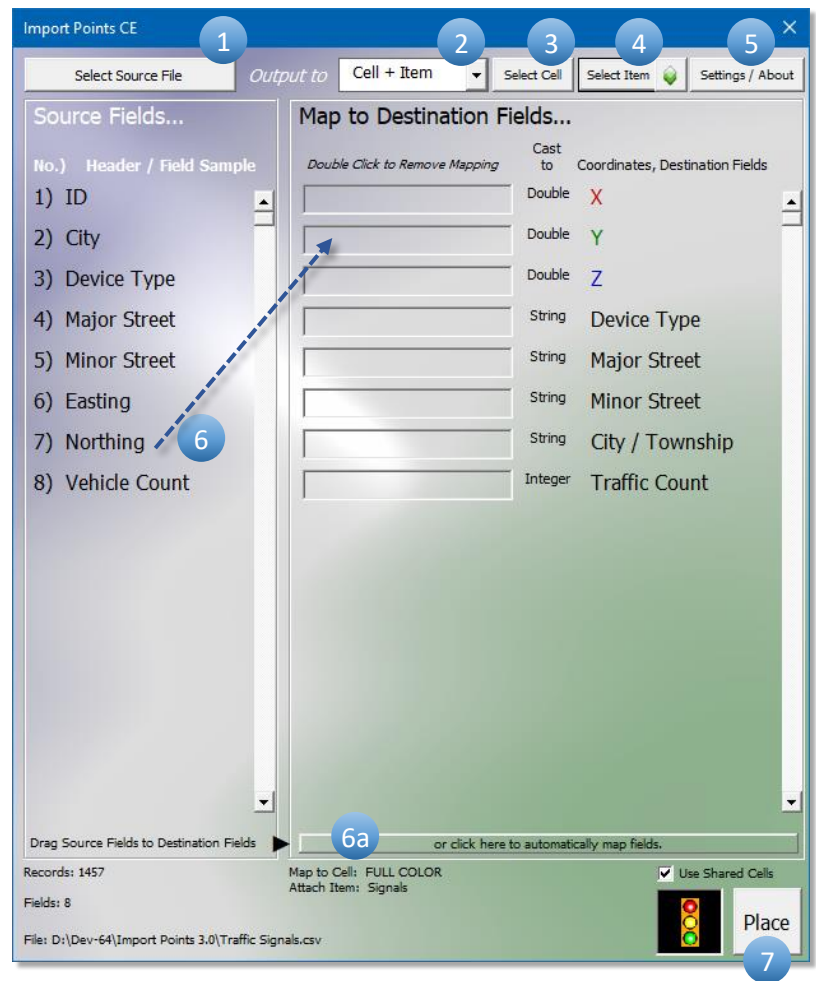 Import Points CE
1 2 3 4 5
Select Source File Output to Cell + Item Select Cell Select Item Settings / About
Source Fields... Map to Destination Fields...
No.) Header / Field Sample Double Click to Remove Mapping Cast to Coordinates, Destination Fields
1) ID Double X
2) City Double Y
3) Device Type Double Z
4) Major Street String Device Type
5) Minor Street String Major Street
6) Easting String Minor Street
7) Northing 6 String City / Township
8) Vehicle Count Integer Traffic Count
Drag Source Fields to Destination Fields 6a or click here to automatically map fields.
Records: 1457 Map to Cell: FULL COLOR Use Shared Cells
Attach Item: Signals
Fields: 8
Place
File: D:\Dev-64\Import Points 3.0\Traffic Signals.csv
7